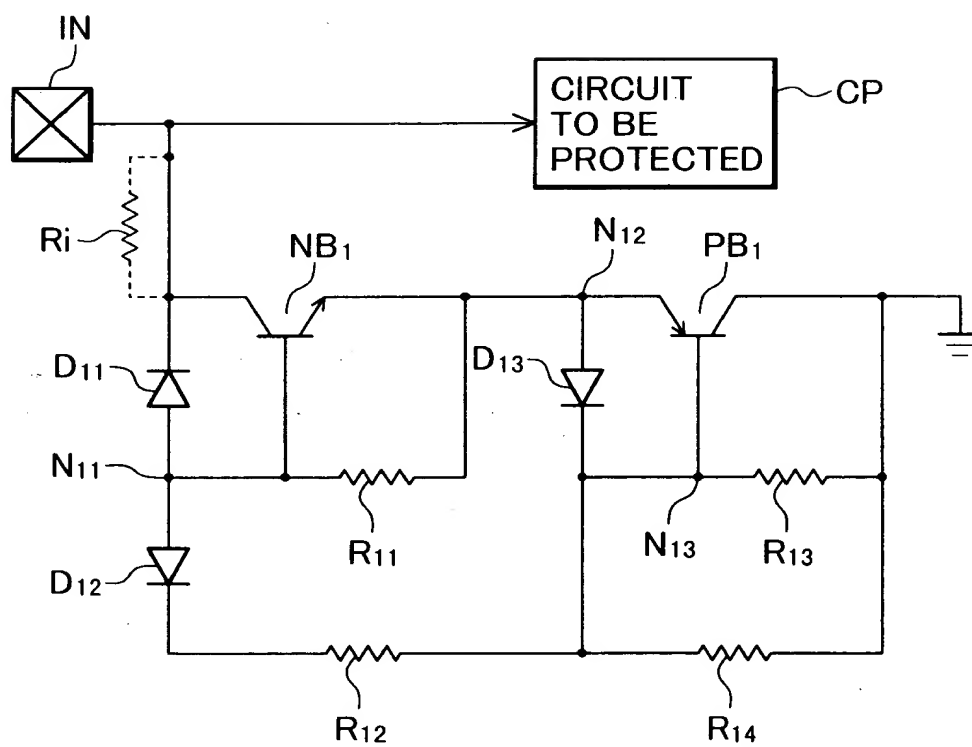 IN
CIRCUIT
TO BE
PROTECTED
CP
Ri
NB1
N12
PB1
D11
D13
N11
R11
N13
R13
D12
R12
R14